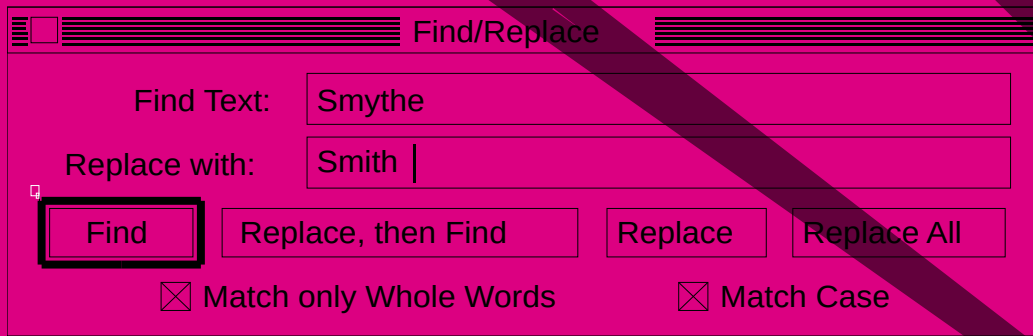 Find/Replace
Find Text: Smythe
Replace with: Smith
Find Replace, then Find Replace Replace All
Match only Whole Words Match Case